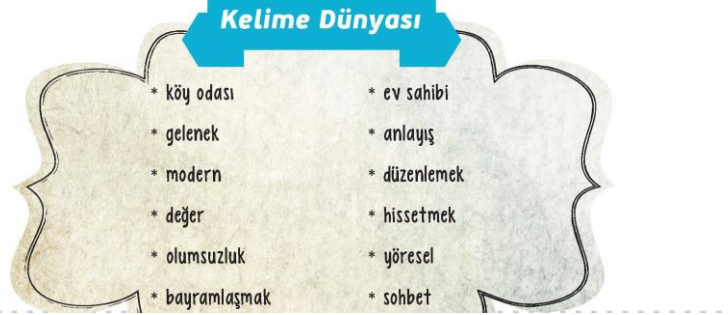 Kelime Dünyası
* köy odası
* gelenek
* modern
* değer
* olumsuzluk
* bayramlaşmak
* ev sahibi
* anlayış
* düzenlemek
* hissetmek
* yöresel
* sohbet